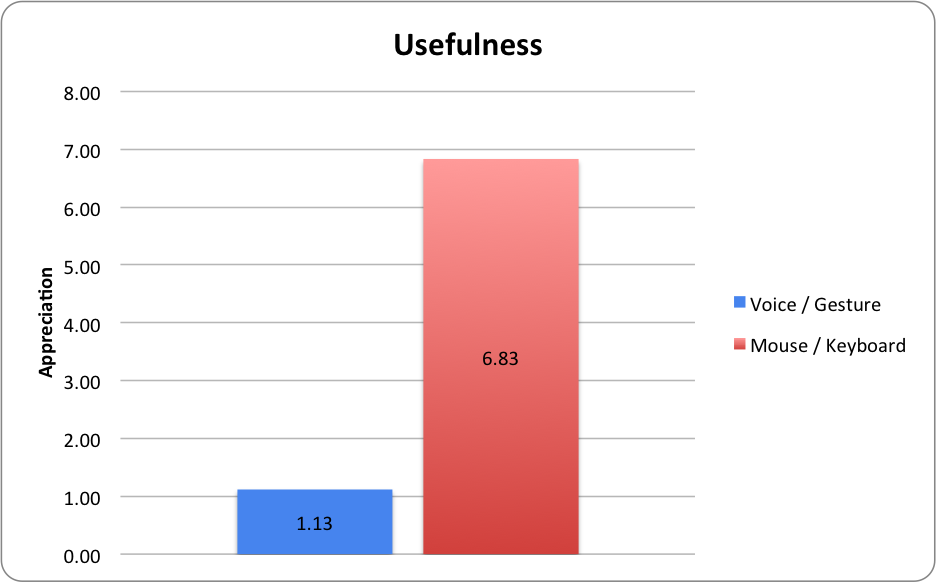 Usefulness
8.00
7.00
6.00
5.00
4.00
3.00
2.00
1.00
0.00
Appreciation
1.13
6.83
Voice / Gesture
Mouse / Keyboard